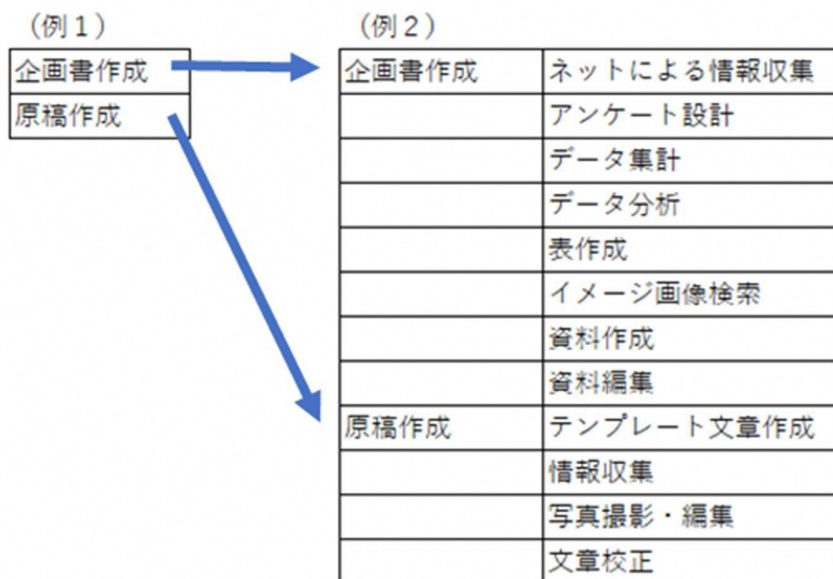 （例１）
企画書作成
原稿作成
（例２）
企画書作成 ネットによる情報収集
アンケート設計
データ集計
データ分析
表作成
イメージ画像検索
資料作成
資料編集
原稿作成 テンプレート文章作成
情報収集
写真撮影・編集
文章校正